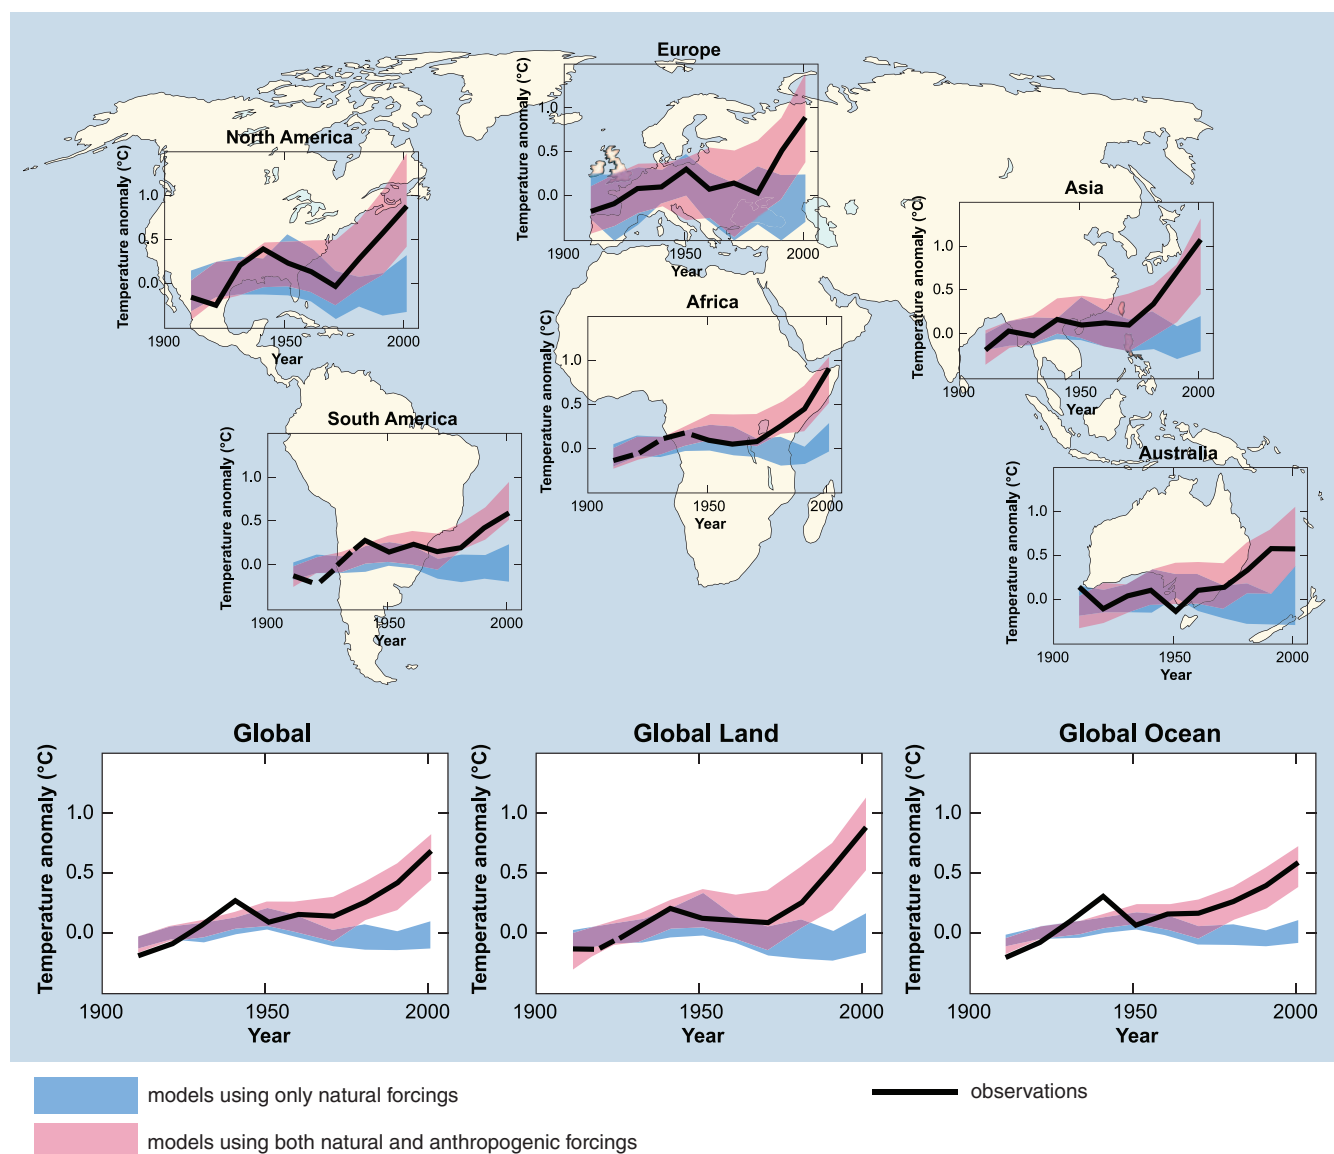 Europe
Temperature anomaly (°C)
1.0
0.5
0.0
1900
1950
2000
Year
North America
Temperature anomaly (°C)
1.0
0.5
0.0
1900
1950
2000
Year
Asia
Temperature anomaly (°C)
1.0
0.5
0.0
1900
1950
2000
Year
Africa
Temperature anomaly (°C)
1.0
0.5
0.0
1900
1950
2000
Year
South America
Temperature anomaly (°C)
1.0
0.5
0.0
1900
1950
2000
Year
Australia
Temperature anomaly (°C)
1.0
0.5
0.0
1900
1950
2000
Year
Global
Temperature anomaly (°C)
1.0
0.5
0.0
1900
1950
2000
Year
Global Land
Temperature anomaly (°C)
1.0
0.5
0.0
1900
1950
2000
Year
Global Ocean
Temperature anomaly (°C)
1.0
0.5
0.0
1900
1950
2000
Year
models using only natural forcings
observations
models using both natural and anthropogenic forcings